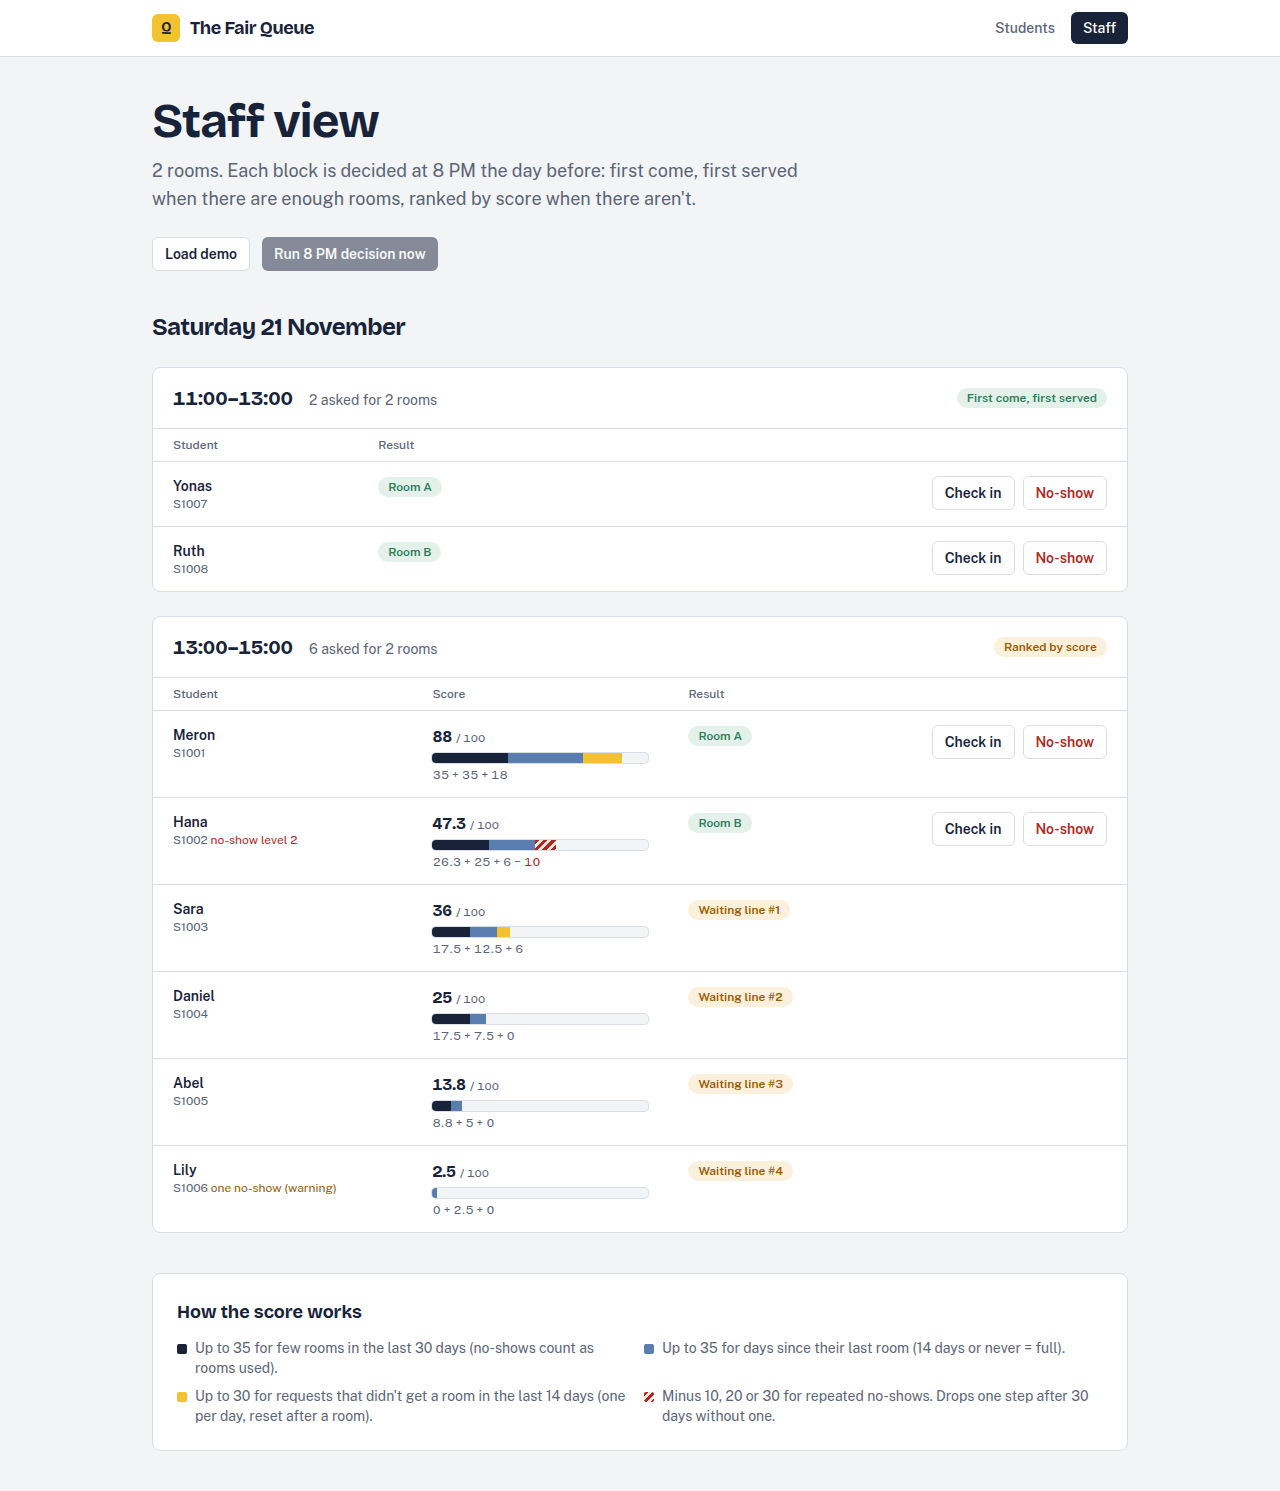 Q The Fair Queue Students Staff
Staff view
2 rooms. Each block is decided at 8 PM the day before: first come, first served
when there are enough rooms, ranked by score when there aren't.
Load demo Run 8 PM decision now
Saturday 21 November
11:00–13:00 2 asked for 2 rooms First come, first served
Student Result
Yonas Room A Check in No-show
S1007
Ruth Room B Check in No-show
S1008
13:00–15:00 6 asked for 2 rooms Ranked by score
Student Score Result
Meron 88 / 100 Room A Check in No-show
S1001
35 + 35 + 18
Hana 47.3 / 100 Room B Check in No-show
S1002 no-show level 2
26.3 + 25 + 6 − 10
Sara 36 / 100 Waiting line #1
S1003
17.5 + 12.5 + 6
Daniel 25 / 100 Waiting line #2
S1004
17.5 + 7.5 + 0
Abel 13.8 / 100 Waiting line #3
S1005
8.8 + 5 + 0
Lily 2.5 / 100 Waiting line #4
S1006 one no-show (warning)
0 + 2.5 + 0
How the score works
Up to 35 for few rooms in the last 30 days (no-shows count as
rooms used).
Up to 35 for days since their last room (14 days or never = full).
Up to 30 for requests that didn't get a room in the last 14 days (one
per day, reset after a room).
Minus 10, 20 or 30 for repeated no-shows. Drops one step after 30
days without one.